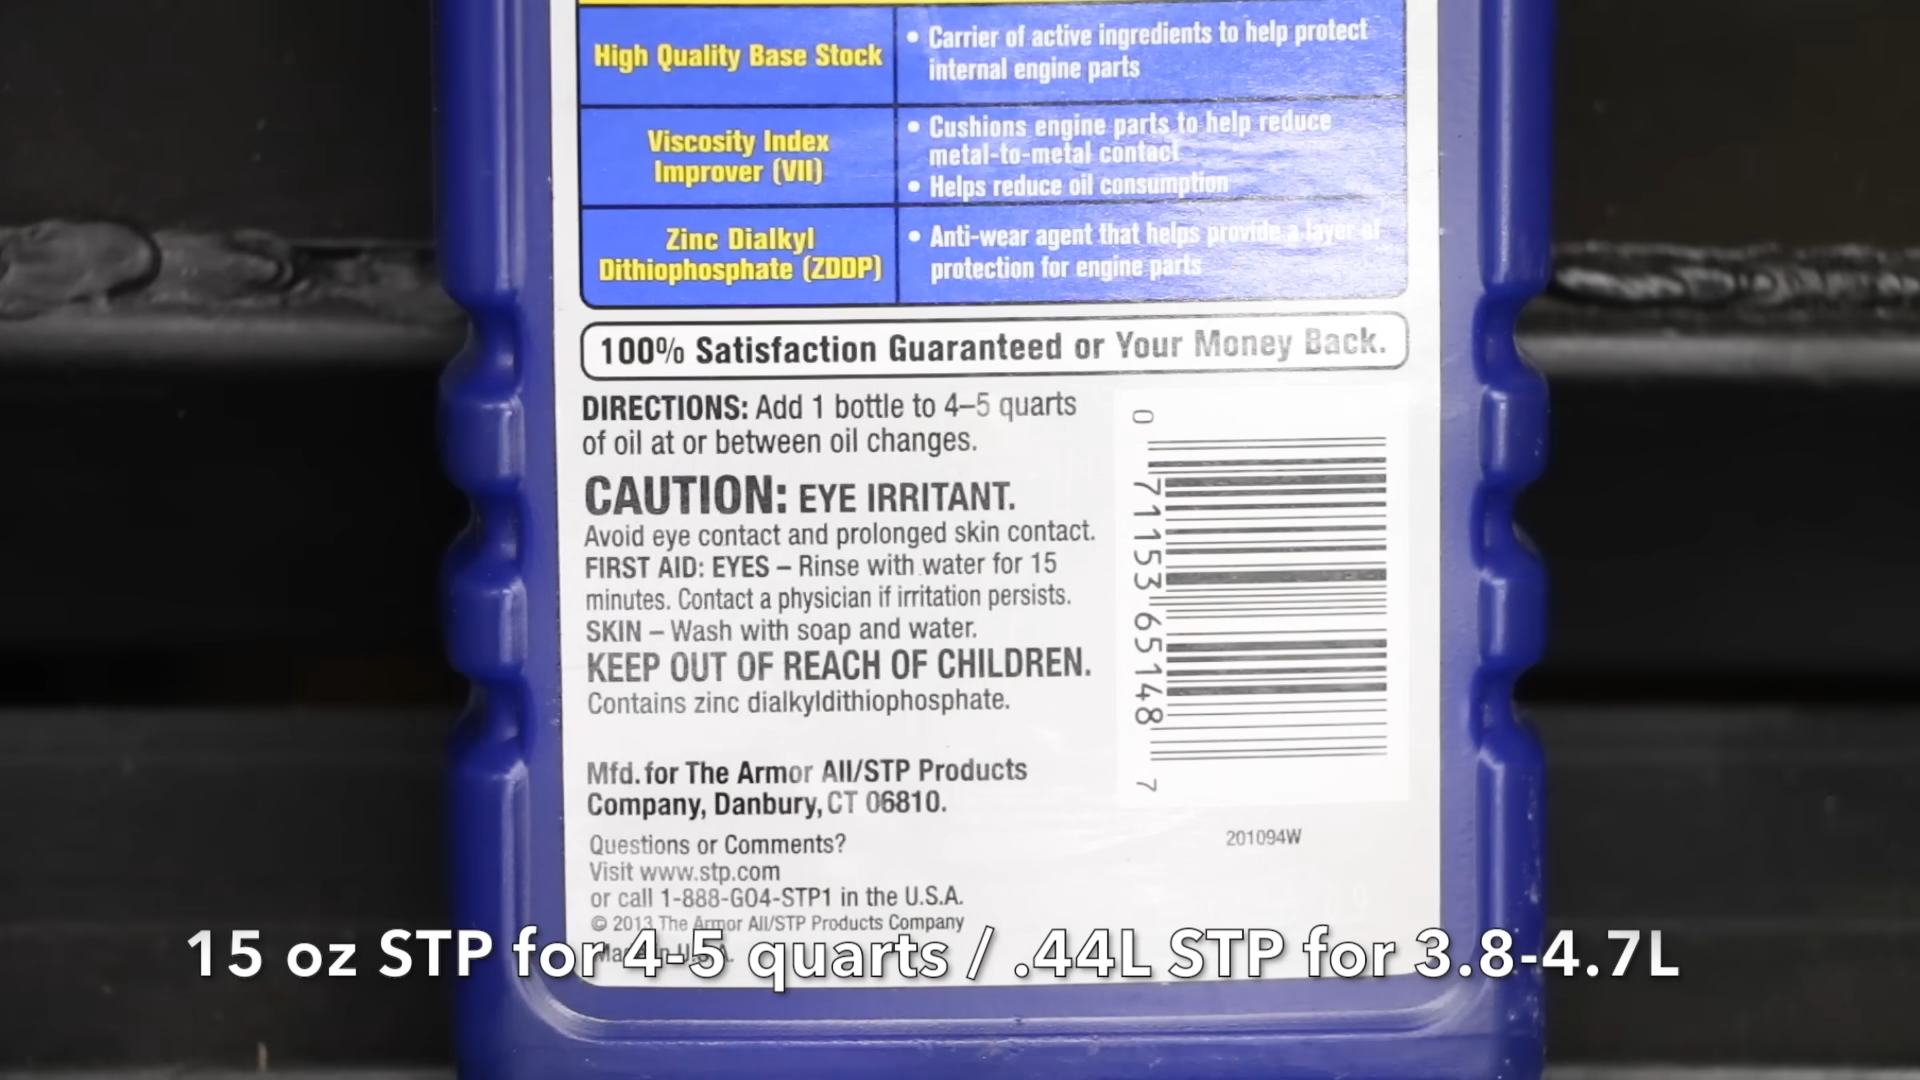 High Quality Base Stock
• Carrier of active ingredients to help protect
internal engine parts
Viscosity Index
Improver (VII)
• Cushions engine parts to help reduce
metal-to-metal contact
• Helps reduce oil consumption
Zinc Dialkyl
Dithiophosphate (ZDDP)
• Anti-wear agent that helps provide a layer of
protection for engine parts
100% Satisfaction Guaranteed or Your Money Back.
DIRECTIONS: Add 1 bottle to 4–5 quarts
of oil at or between oil changes.
CAUTION: EYE IRRITANT.
Avoid eye contact and prolonged skin contact.
FIRST AID: EYES – Rinse with water for 15
minutes. Contact a physician if irritation persists.
SKIN – Wash with soap and water.
KEEP OUT OF REACH OF CHILDREN.
Contains zinc dialkyldithiophosphate.
0 71153 65148 7
Mfd. for The Armor All/STP Products
Company, Danbury, CT 06810.
201094W
Questions or Comments?
Visit www.stp.com
or call 1-888-GO4-STP1 in the U.S.A.
© 2013 The Armor All/STP Products Company
Made in U.S.A.
15 oz STP for 4-5 quarts / .44L STP for 3.8-4.7L